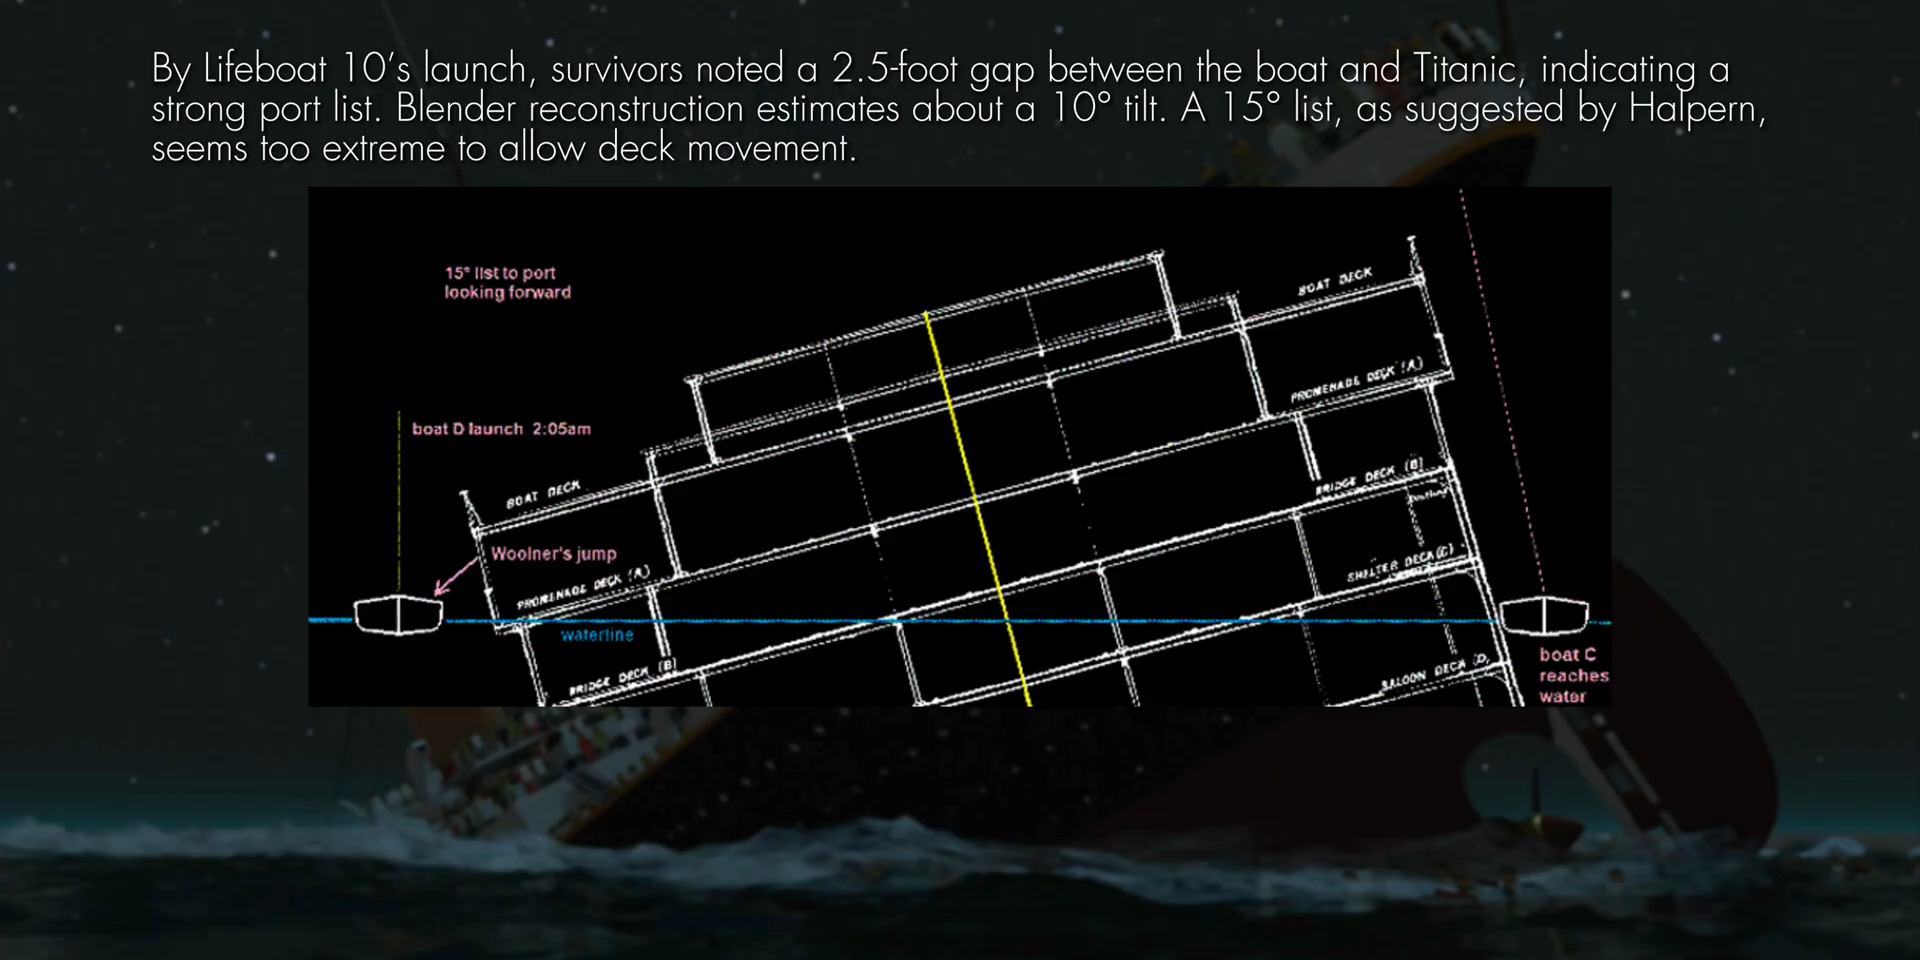 By Lifeboat 10's launch, survivors noted a 2.5-foot gap between the boat and Titanic, indicating a
strong port list. Blender reconstruction estimates about a 10° tilt. A 15° list, as suggested by Halpern,
seems too extreme to allow deck movement.
15° list to port
looking forward
BOAT DECK
PROMENADE DECK (A)
boat D launch 2:05am
BOAT DECK
BRIDGE DECK (B)
Woolner's jump
SHELTER DECK (C)
PROMENADE DECK (A)
waterline
BRIDGE DECK (B)
SALOON DECK (D)
boat C
reaches
water